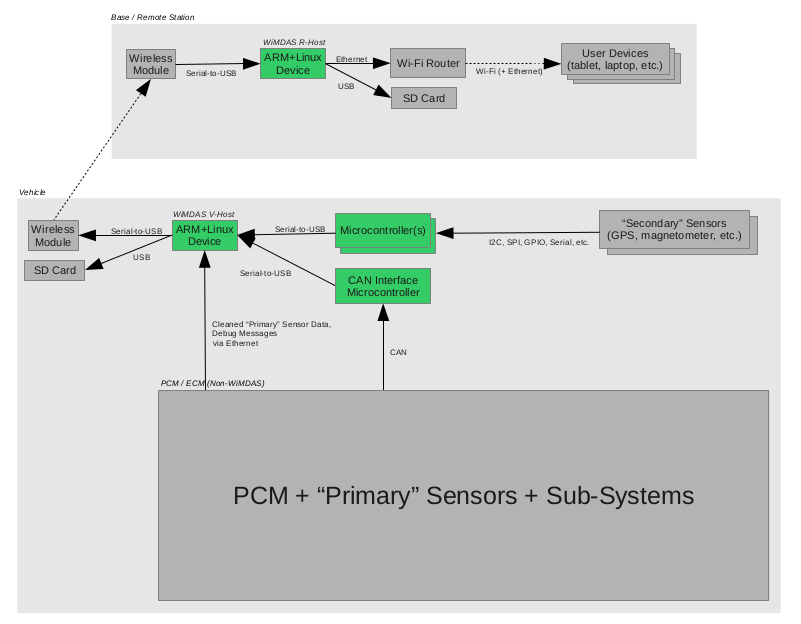 Base / Remote Station
WiMDAS R-Host
Wireless
Module
Serial-to-USB
ARM+Linux
Device
Ethernet
USB
Wi-Fi Router
SD Card
Wi-Fi (+ Ethernet)
User Devices
(tablet, laptop, etc.)
Vehicle
WiMDAS V-Host
Wireless
Module
SD Card
Serial-to-USB
USB
ARM+Linux
Device
Serial-to-USB
Serial-to-USB
Microcontroller(s)
CAN Interface
Microcontroller
I2C, SPI, GPIO, Serial, etc.
“Secondary” Sensors
(GPS, magnetometer, etc.)
Cleaned “Primary” Sensor Data,
Debug Messages
via Ethernet
CAN
PCM / ECM (Non-WiMDAS)
PCM + “Primary” Sensors + Sub-Systems